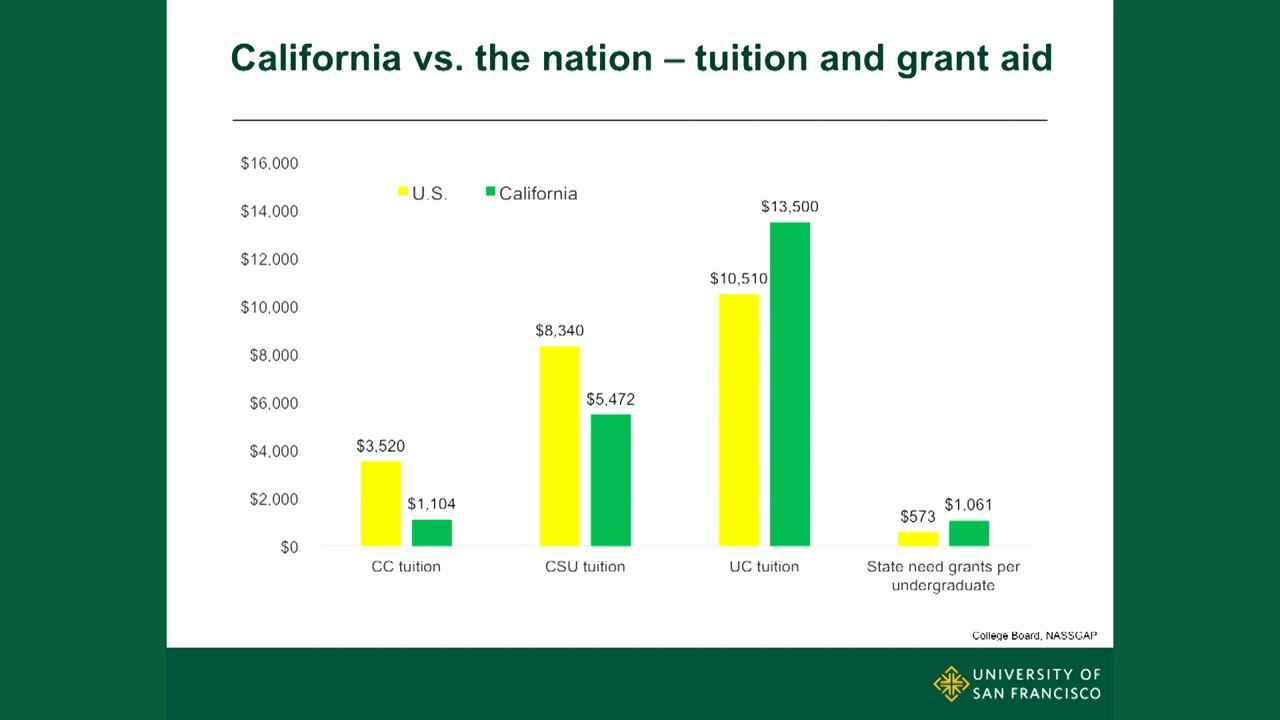 California vs. the nation – tuition and grant aid
$16,000
U.S. California
$14,000
$13,500
$12,000
$10,510
$10,000
$8,340
$8,000
$6,000
$5,472
$4,000
$3,520
$2,000
$1,104
$573
$1,061
$0
CC tuition
CSU tuition
UC tuition
State need grants per
undergraduate
College Board, NASSGAP
UNIVERSITY OF
SAN FRANCISCO